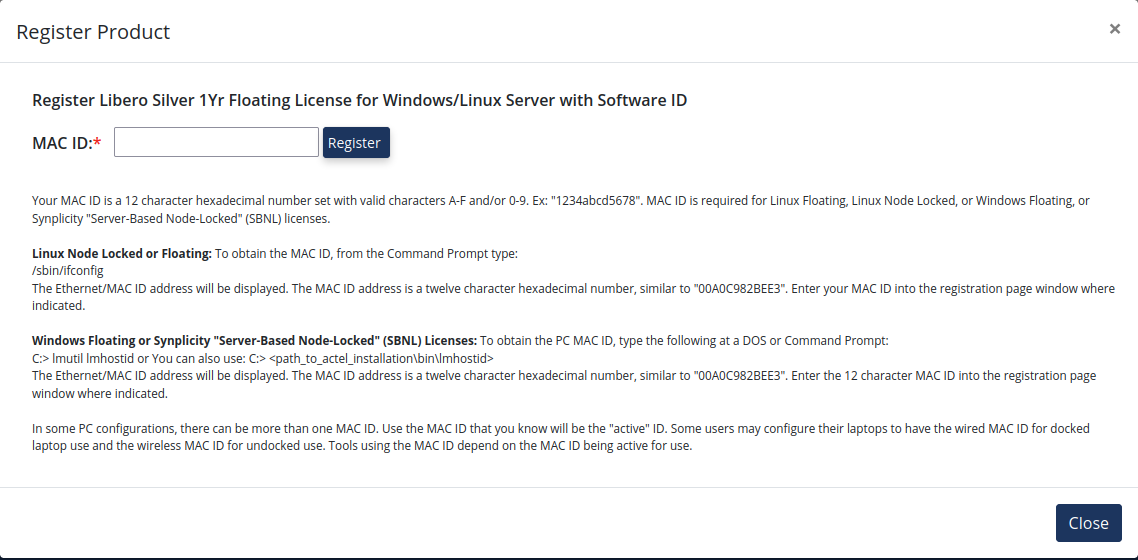 Register Product
×
Register Libero Silver 1Yr Floating License for Windows/Linux Server with Software ID
MAC ID:*
Register
Your MAC ID is a 12 character hexadecimal number set with valid characters A-F and/or 0-9. Ex: "1234abcd5678". MAC ID is required for Linux Floating, Linux Node Locked, or Windows Floating, or
Synplicity "Server-Based Node-Locked" (SBNL) licenses.
Linux Node Locked or Floating: To obtain the MAC ID, from the Command Prompt type:
/sbin/ifconfig
The Ethernet/MAC ID address will be displayed. The MAC ID address is a twelve character hexadecimal number, similar to "00A0C982BEE3". Enter your MAC ID into the registration page window where
indicated.
Windows Floating or Synplicity "Server-Based Node-Locked" (SBNL) Licenses: To obtain the PC MAC ID, type the following at a DOS or Command Prompt:
C:> lmutil lmhostid or You can also use: C:> <path_to_actel_installation\bin\lmhostid>
The Ethernet/MAC ID address will be displayed. The MAC ID address is a twelve character hexadecimal number, similar to "00A0C982BEE3". Enter the 12 character MAC ID into the registration page
window where indicated.
In some PC configurations, there can be more than one MAC ID. Use the MAC ID that you know will be the "active" ID. Some users may configure their laptops to have the wired MAC ID for docked
laptop use and the wireless MAC ID for undocked use. Tools using the MAC ID depend on the MAC ID being active for use.
Close